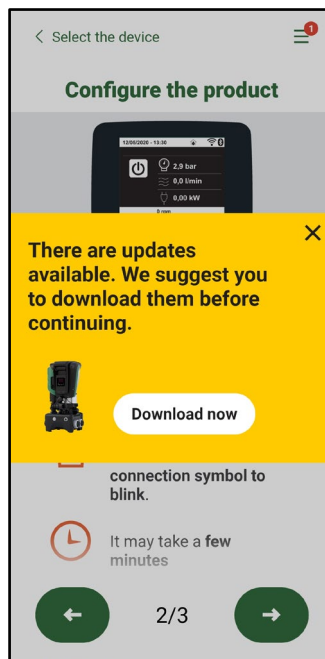 Select the device
1
Configure the product
12/06/2020 - 13:30
2,9 bar
0,0 l/min
0,00 kW
There are updates
available. We suggest you
to download them before
continuing.
Download now
connection symbol to
blink.
It may take a few
minutes
2/3